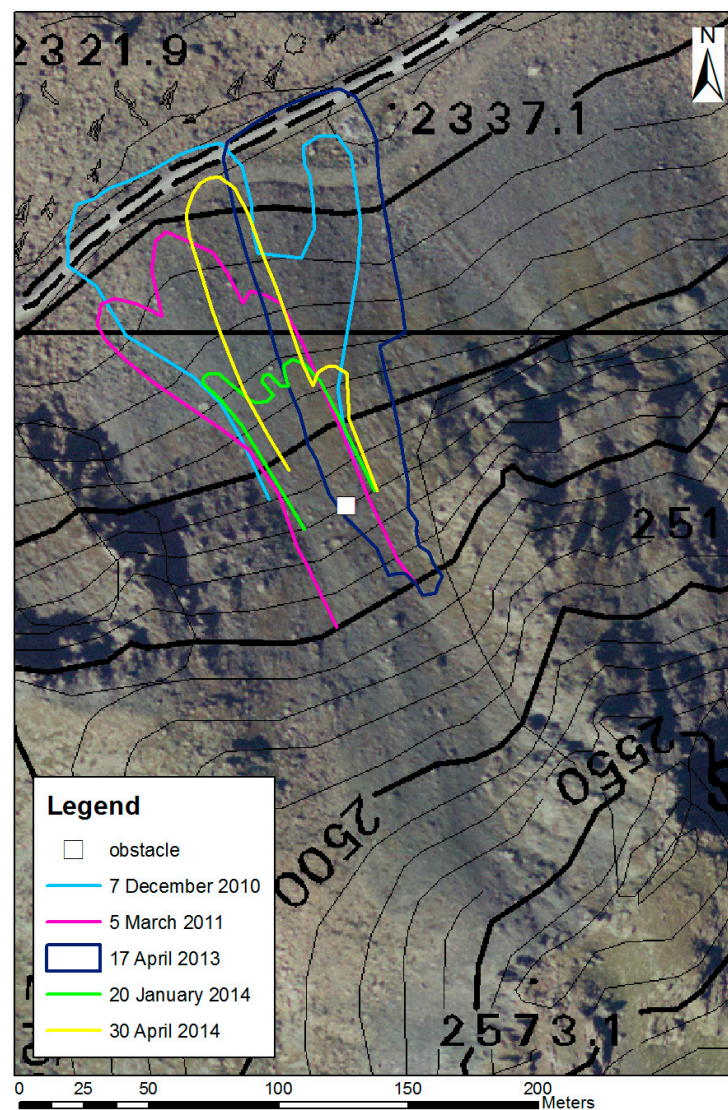 2321.9
N
2337.1
251
2550
2500
2573.1
Legend
obstacle
7 December 2010
5 March 2011
17 April 2013
20 January 2014
30 April 2014
0 25 50 100 150 200
Meters